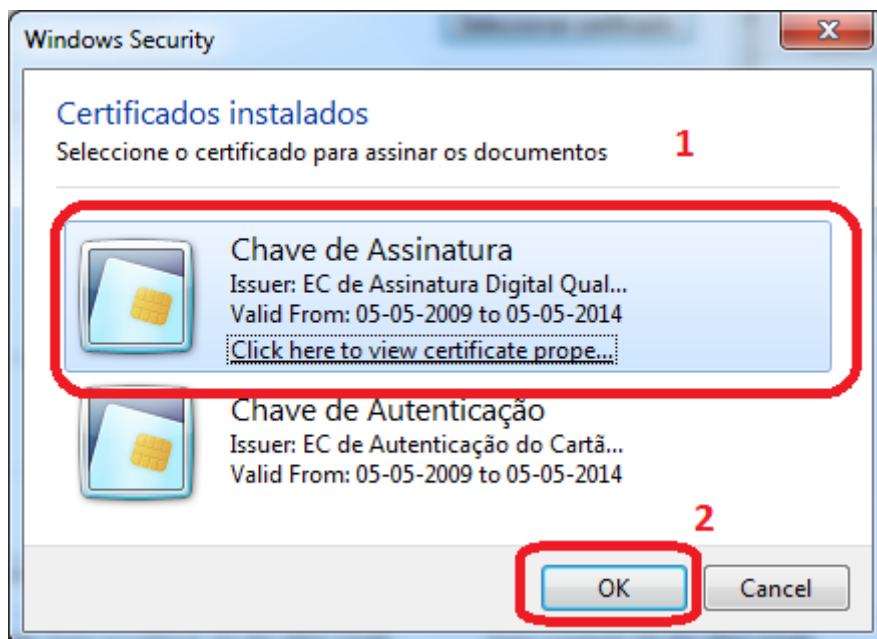 Windows Security
Certificados instalados
Seleccione o certificado para assinar os documentos
1
Chave de Assinatura
Issuer: EC de Assinatura Digital Qual...
Valid From: 05-05-2009 to 05-05-2014
Click here to view certificate prope...
Chave de Autenticação
Issuer: EC de Autenticação do Cartã...
Valid From: 05-05-2009 to 05-05-2014
2
OK
Cancel